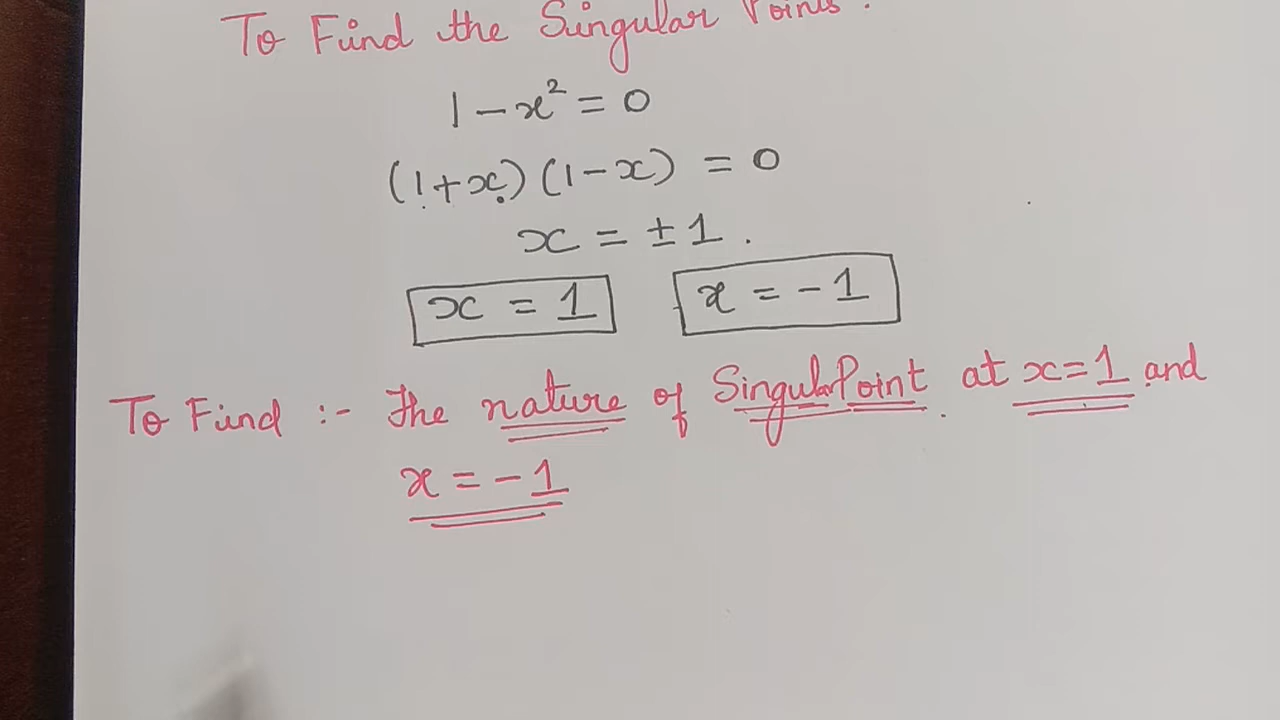 To Find the Singular Points :
1 - x² = 0
(1+x) (1-x) = 0
x = ±1 .
x = 1 x = -1
To Find :- The nature of Singular Point at x=1 and
x = -1